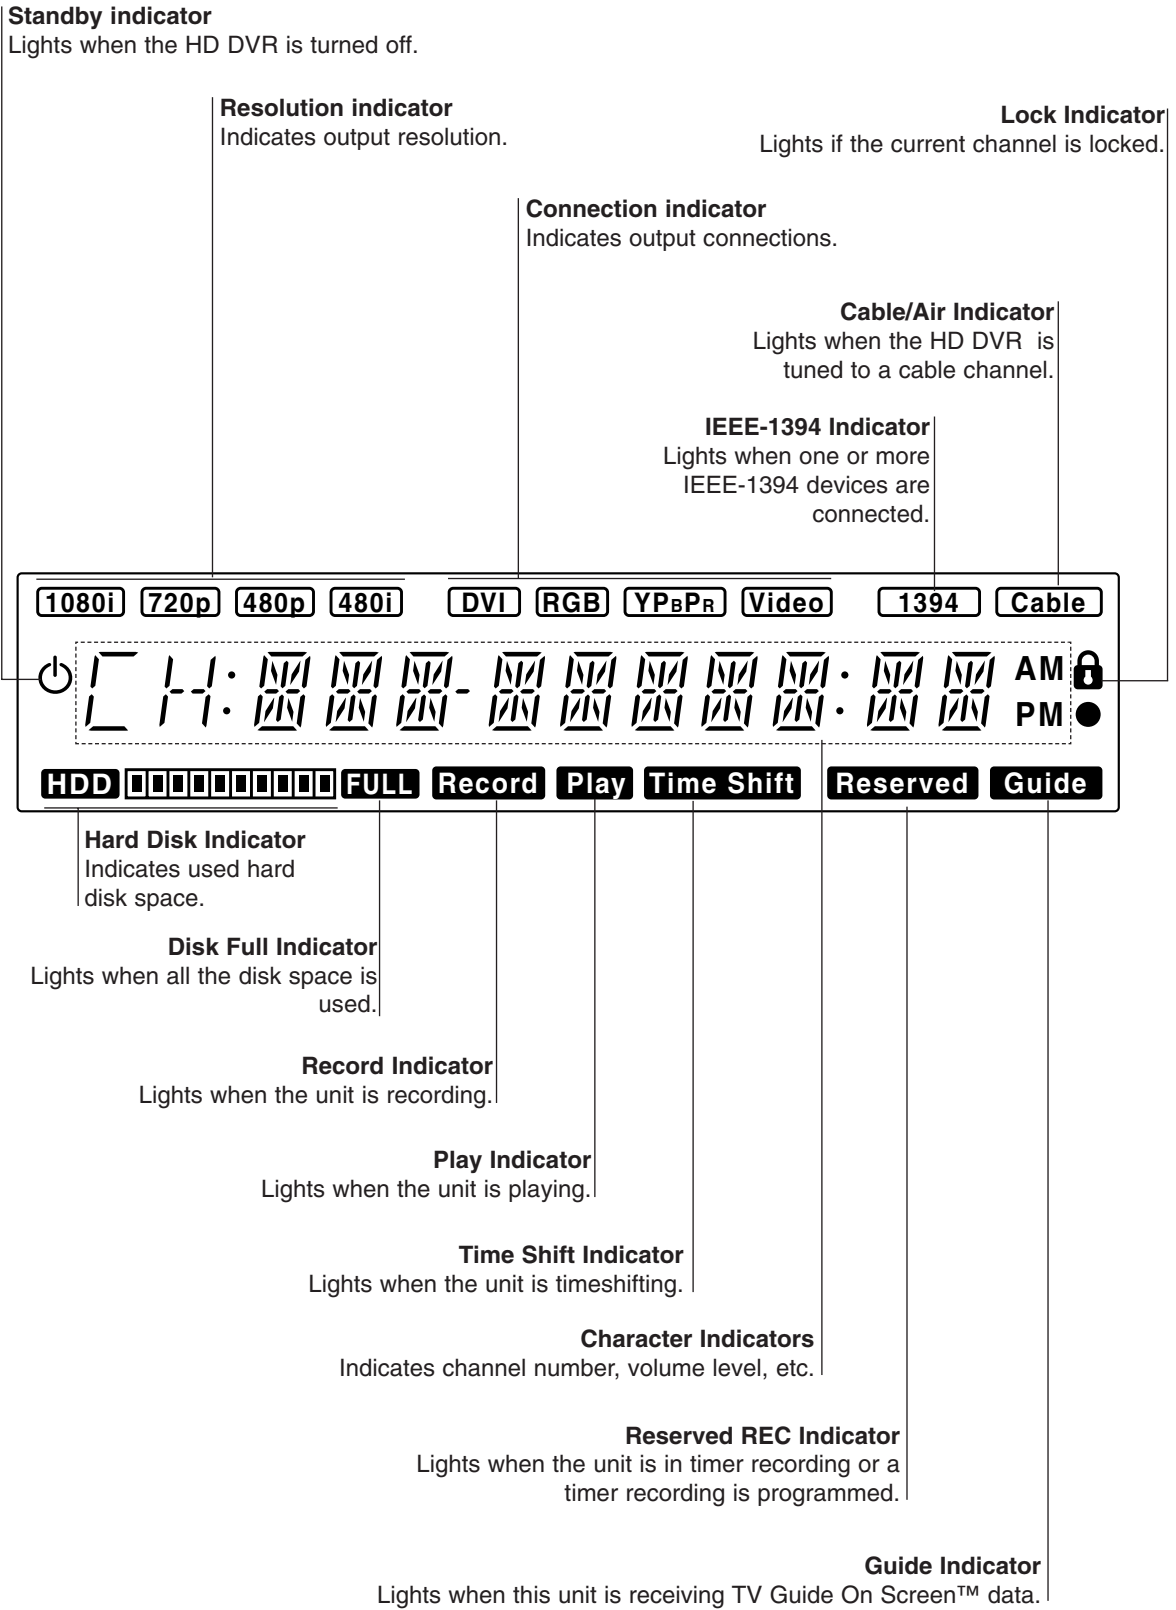 Standby indicator
Lights when the HD DVR is turned off.
Resolution indicator
Indicates output resolution.
Lock Indicator
Lights if the current channel is locked.
Connection indicator
Indicates output connections.
Cable/Air Indicator
Lights when the HD DVR is
tuned to a cable channel.
IEEE-1394 Indicator
Lights when one or more
IEEE-1394 devices are
connected.
1080i 720p 480p 480i DVI RGB YPBPR Video 1394 Cable
CH: - : AM
PM
HDD FULL Record Play Time Shift Reserved Guide
Hard Disk Indicator
Indicates used hard
disk space.
Disk Full Indicator
Lights when all the disk space is
used.
Record Indicator
Lights when the unit is recording.
Play Indicator
Lights when the unit is playing.
Time Shift Indicator
Lights when the unit is timeshifting.
Character Indicators
Indicates channel number, volume level, etc.
Reserved REC Indicator
Lights when the unit is in timer recording or a
timer recording is programmed.
Guide Indicator
Lights when this unit is receiving TV Guide On Screen™ data.